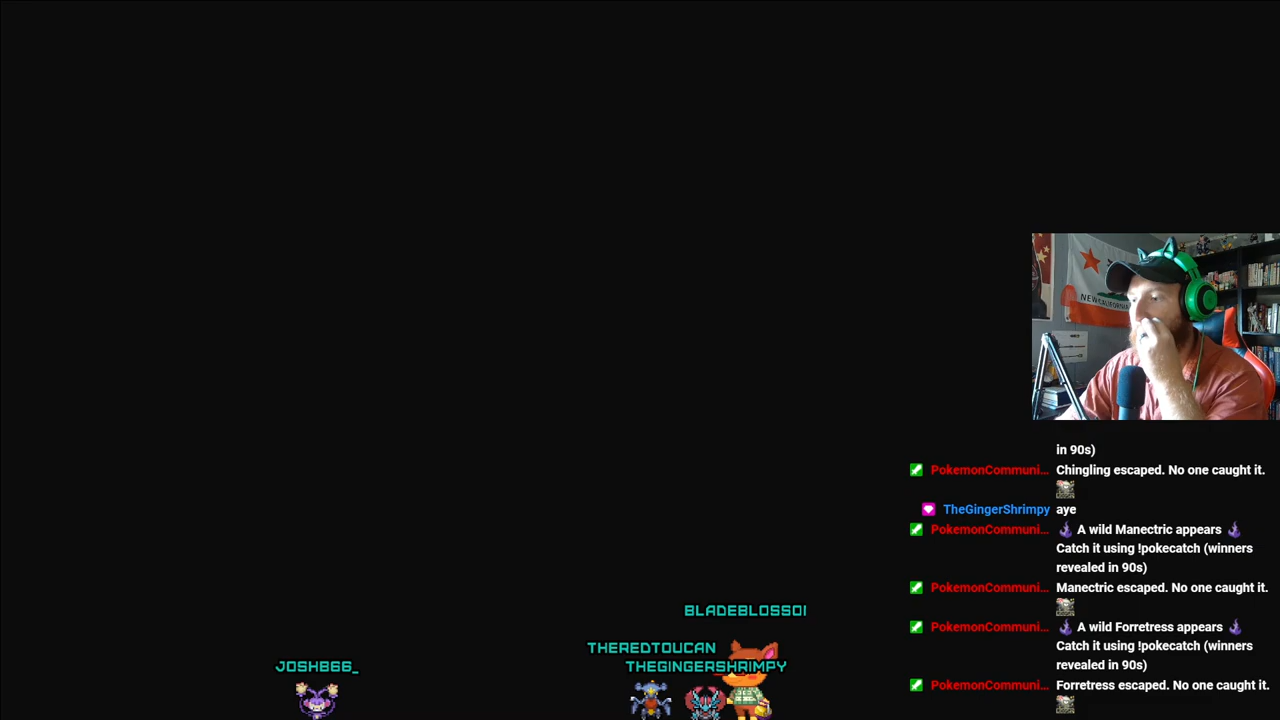 NEW CALIFORNIA
in 90s)
PokemonCommuni... Chingling escaped. No one caught it.
TheGingerShrimpy aye
PokemonCommuni... A wild Manectric appears
Catch it using !pokecatch (winners
revealed in 90s)
PokemonCommuni... Manectric escaped. No one caught it.
PokemonCommuni... A wild Forretress appears
Catch it using !pokecatch (winners
revealed in 90s)
PokemonCommuni... Forretress escaped. No one caught it.
BLADEBLOSSOI
THEREDTOUCAN
THEGINGERSHRIMPY
JOSHB66_